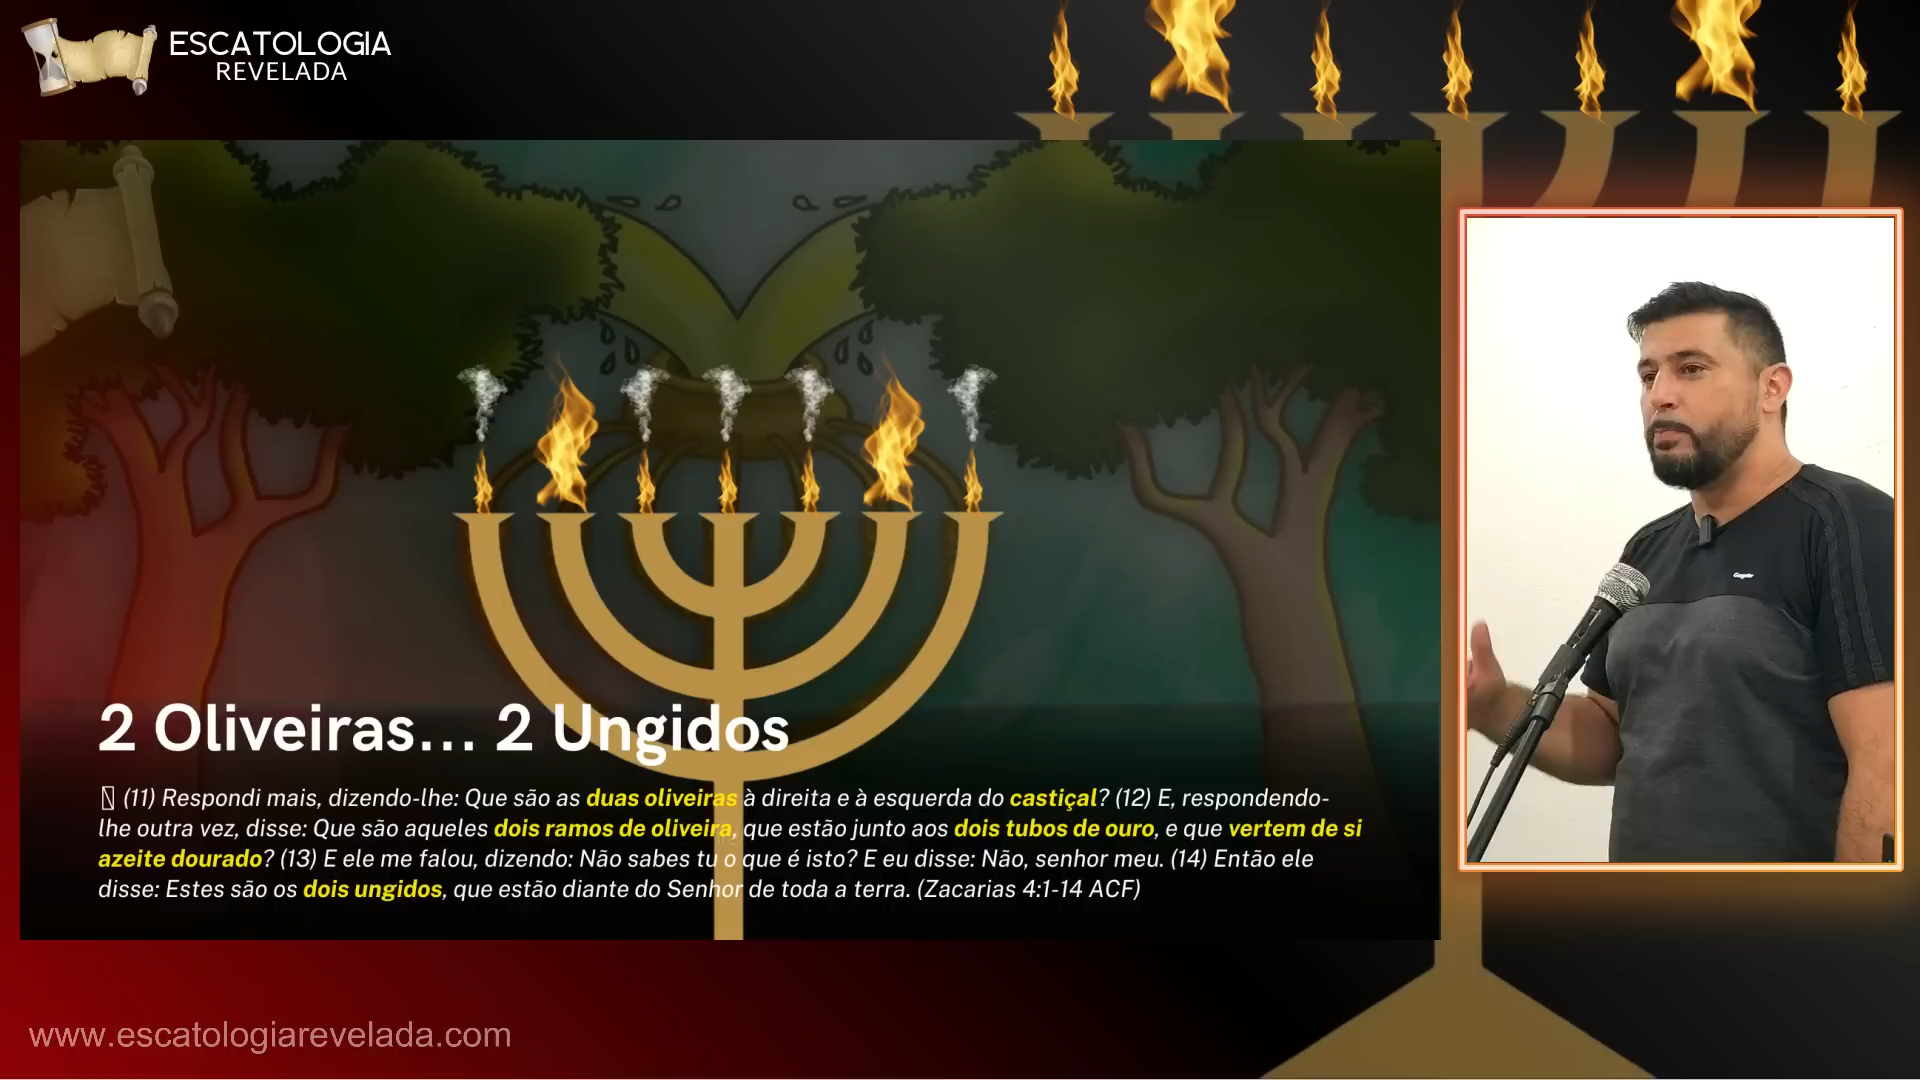 ESCATOLOGIA
REVELADA
2 Oliveiras... 2 Ungidos
(11) Respondi mais, dizendo-lhe: Que são as duas oliveiras à direita e à esquerda do castiçal? (12) E, respondendo-
lhe outra vez, disse: Que são aqueles dois ramos de oliveira, que estão junto aos dois tubos de ouro, e que vertem de si
azeite dourado? (13) E ele me falou, dizendo: Não sabes tu o que é isto? E eu disse: Não, senhor meu. (14) Então ele
disse: Estes são os dois ungidos, que estão diante do Senhor de toda a terra. (Zacarias 4:1-14 ACF)
www.escatologiarevelada.com